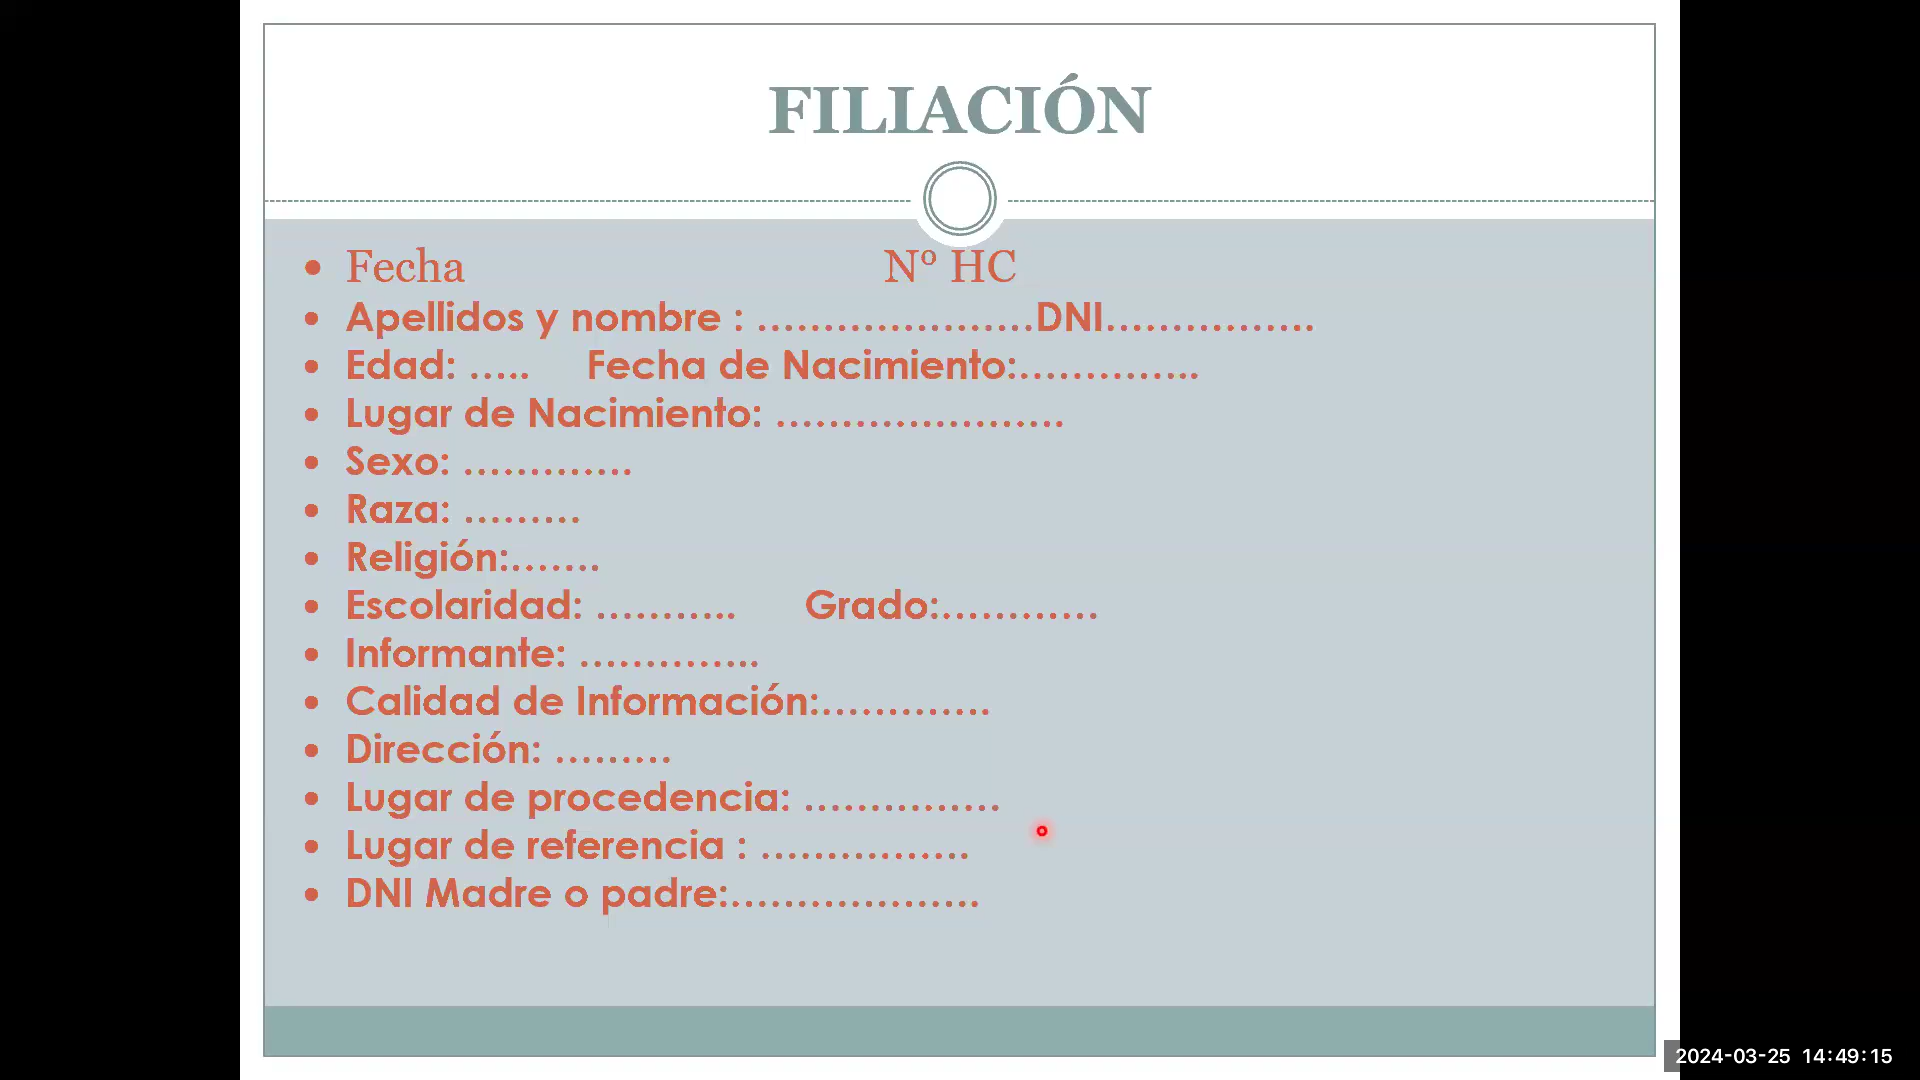 FILIACIÓN
• Fecha Nº HC
• Apellidos y nombre : …………………DNI…………….
• Edad: ….. Fecha de Nacimiento:…………..
• Lugar de Nacimiento: ………………….
• Sexo: ………….
• Raza: ………
• Religión:…….
• Escolaridad: ……….. Grado:…………
• Informante: …………..
• Calidad de Información:………….
• Dirección: ………
• Lugar de procedencia: ……………
• Lugar de referencia : …………….
• DNI Madre o padre:……………….
2024-03-25 14:49:15